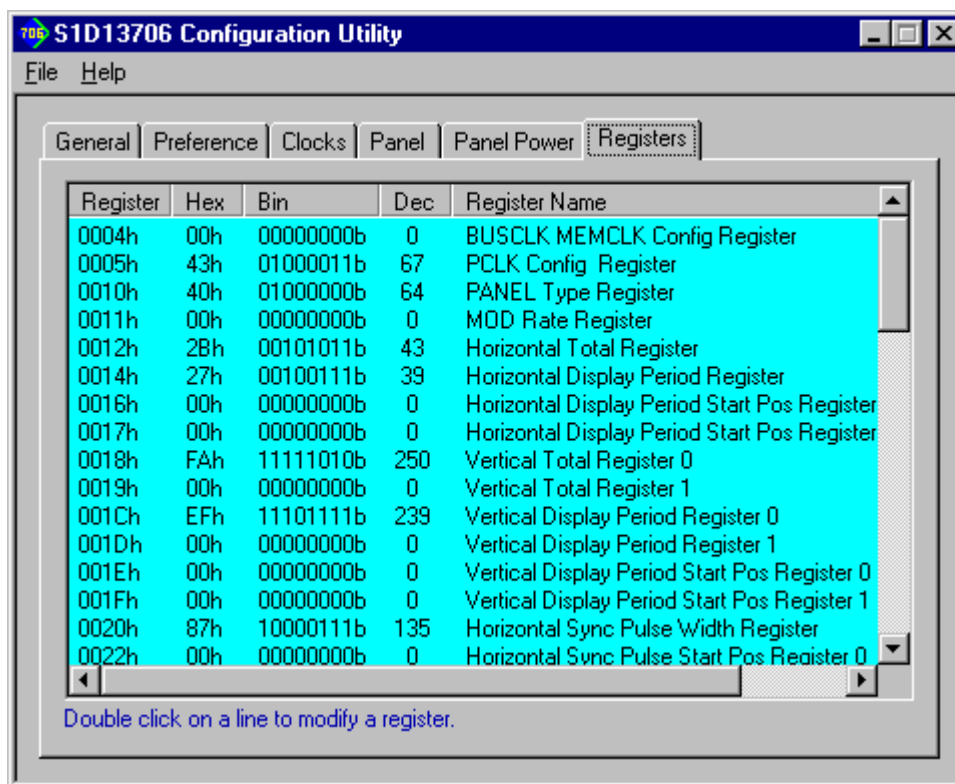 706 S1D13706 Configuration Utility
File Help
General Preference Clocks Panel Panel Power Registers
Register Hex Bin Dec Register Name
0004h 00h 00000000b 0 BUSCLK MEMCLK Config Register
0005h 43h 01000011b 67 PCLK Config Register
0010h 40h 01000000b 64 PANEL Type Register
0011h 00h 00000000b 0 MOD Rate Register
0012h 2Bh 00101011b 43 Horizontal Total Register
0014h 27h 00100111b 39 Horizontal Display Period Register
0016h 00h 00000000b 0 Horizontal Display Period Start Pos Register
0017h 00h 00000000b 0 Horizontal Display Period Start Pos Register
0018h FAh 11111010b 250 Vertical Total Register 0
0019h 00h 00000000b 0 Vertical Total Register 1
001Ch EFh 11101111b 239 Vertical Display Period Register 0
001Dh 00h 00000000b 0 Vertical Display Period Register 1
001Eh 00h 00000000b 0 Vertical Display Period Start Pos Register 0
001Fh 00h 00000000b 0 Vertical Display Period Start Pos Register 1
0020h 87h 10000111b 135 Horizontal Sync Pulse Width Register
0022h 00h 00000000b 0 Horizontal Sync Pulse Start Pos Register 0
Double click on a line to modify a register.